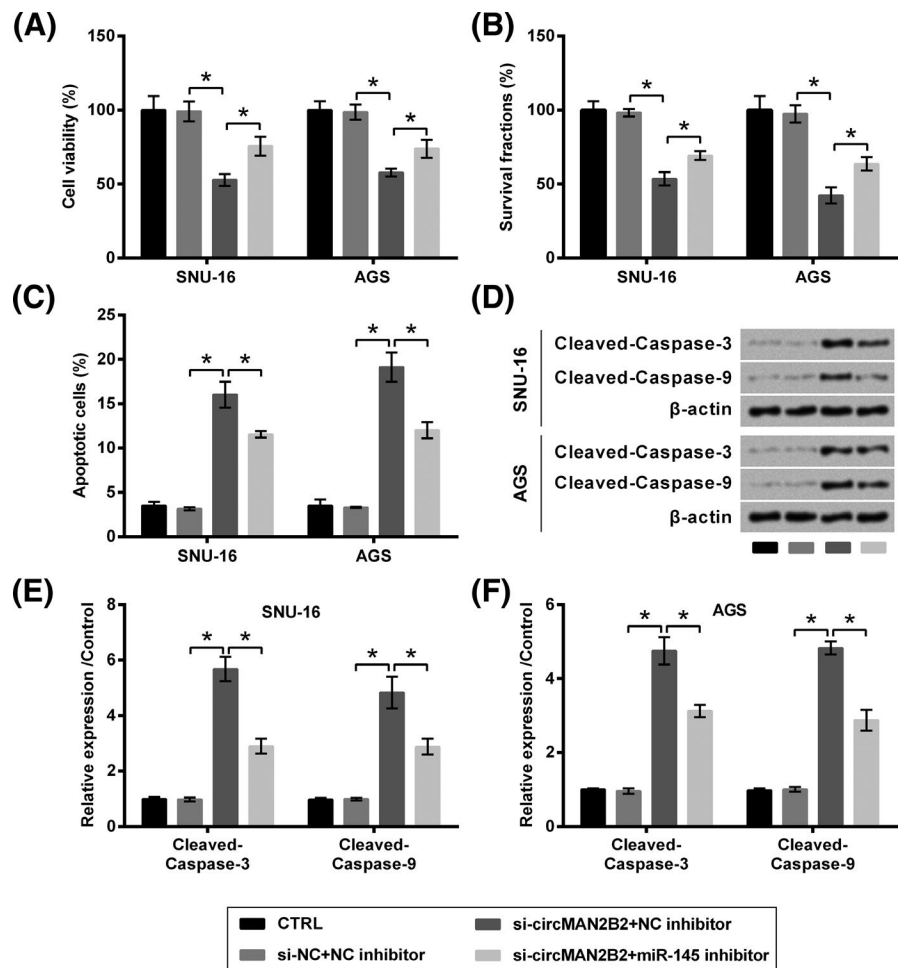 (A)
150
100
50
0
Cell viability (%)
* * * *
SNU-16 AGS
(B)
150
100
50
0
Survival fractions (%)
* * * *
SNU-16 AGS
(C)
25
20
15
10
5
0
Apoptotic cells (%)
* * * *
SNU-16 AGS
(D)
SNU-16
Cleaved-Caspase-3
Cleaved-Caspase-9
β-actin
AGS
Cleaved-Caspase-3
Cleaved-Caspase-9
β-actin
(E)
SNU-16
8
6
4
2
0
Relative expression /Control
* * * *
Cleaved-Caspase-3 Cleaved-Caspase-9
(F)
AGS
6
4
2
0
Relative expression /Control
* * * *
Cleaved-Caspase-3 Cleaved-Caspase-9
CTRL
si-NC+NC inhibitor
si-circMAN2B2+NC inhibitor
si-circMAN2B2+miR-145 inhibitor